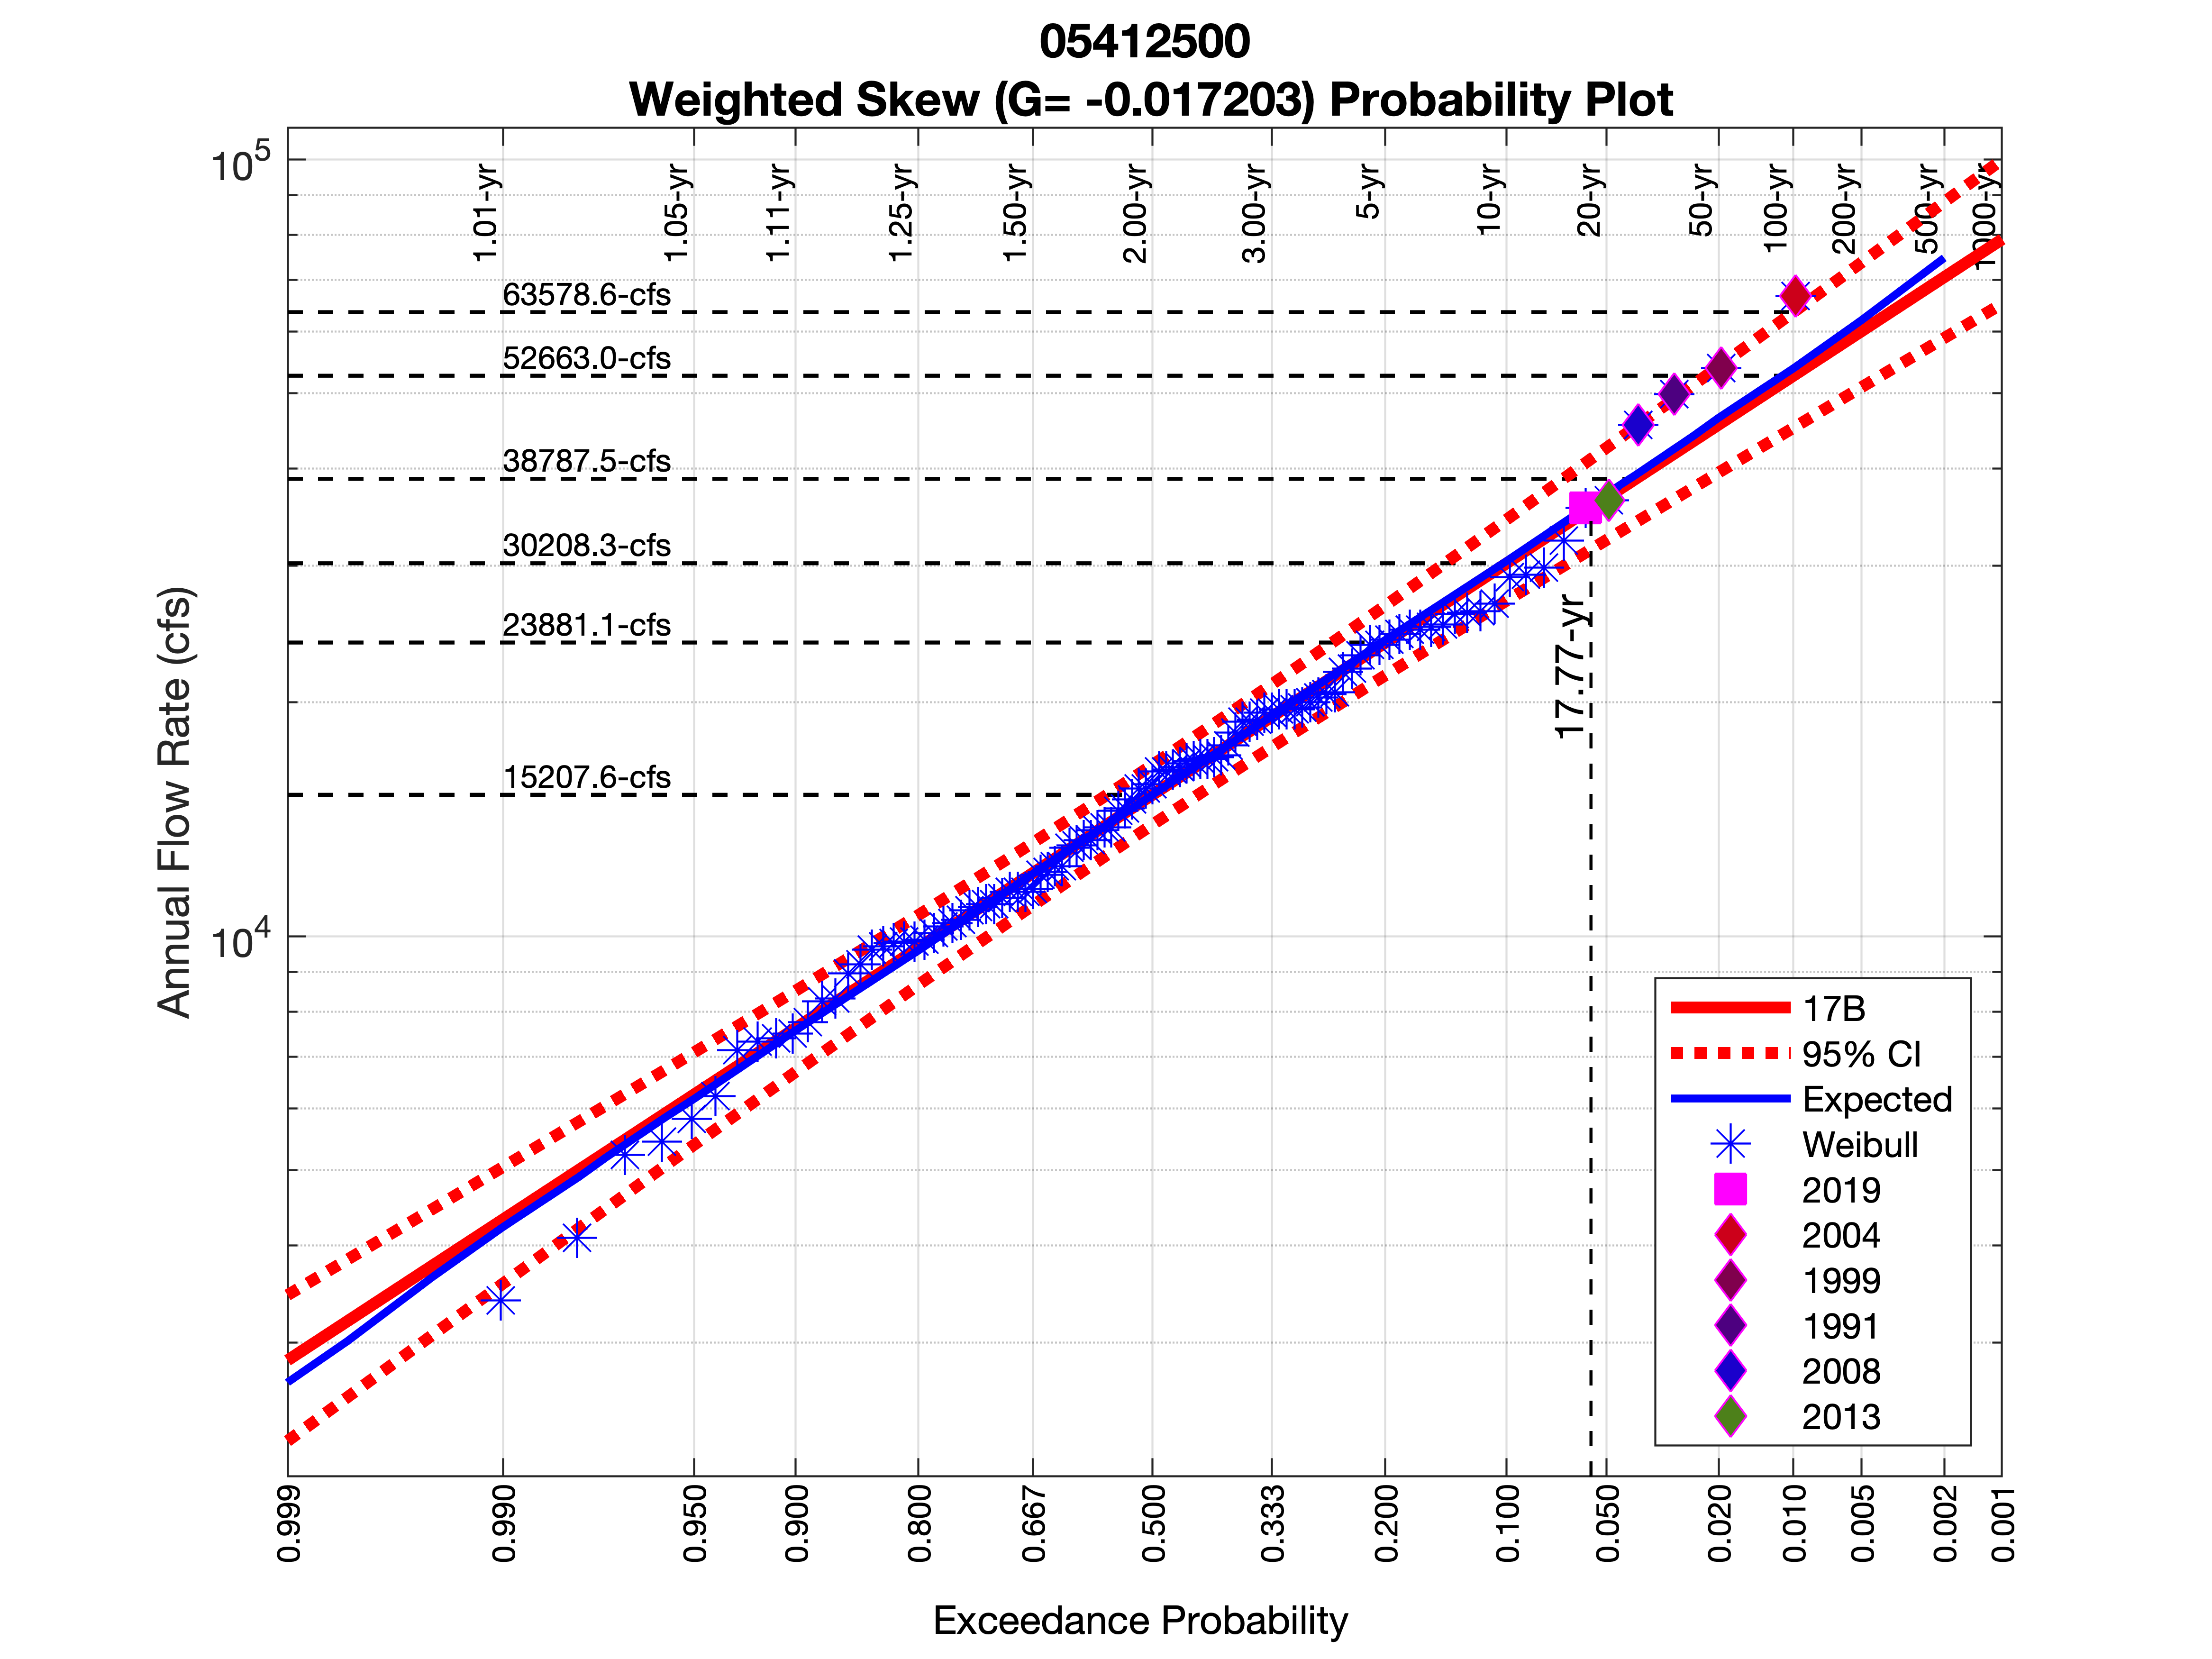 05412500
Weighted Skew (G= -0.017203) Probability Plot
10^5
10^4
Annual Flow Rate (cfs)
1.01-yr
1.05-yr
1.11-yr
1.25-yr
1.50-yr
2.00-yr
3.00-yr
5-yr
10-yr
20-yr
50-yr
100-yr
200-yr
500-yr
1000-yr
63578.6-cfs
52663.0-cfs
38787.5-cfs
30208.3-cfs
23881.1-cfs
15207.6-cfs
17.77-yr
17B
95% CI
Expected
Weibull
2019
2004
1999
1991
2008
2013
0.999
0.990
0.950
0.900
0.800
0.667
0.500
0.333
0.200
0.100
0.050
0.020
0.010
0.005
0.002
0.001
Exceedance Probability